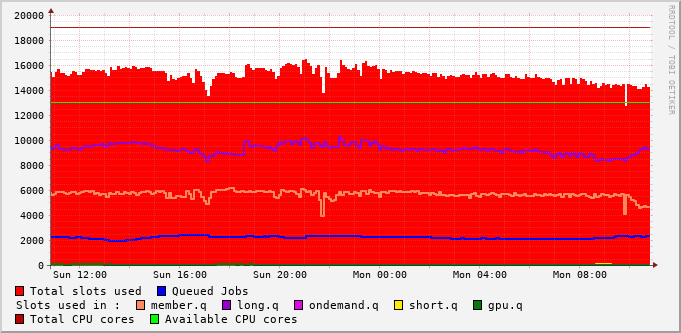 20000
18000
16000
14000
12000
10000
8000
6000
4000
2000
0
Sun 12:00 Sun 16:00 Sun 20:00 Mon 00:00 Mon 04:00 Mon 08:00
RRDTOOL / TOBI OETIKER
Total slots used Queued Jobs
Slots used in : member.q long.q ondemand.q short.q gpu.q
Total CPU cores Available CPU cores